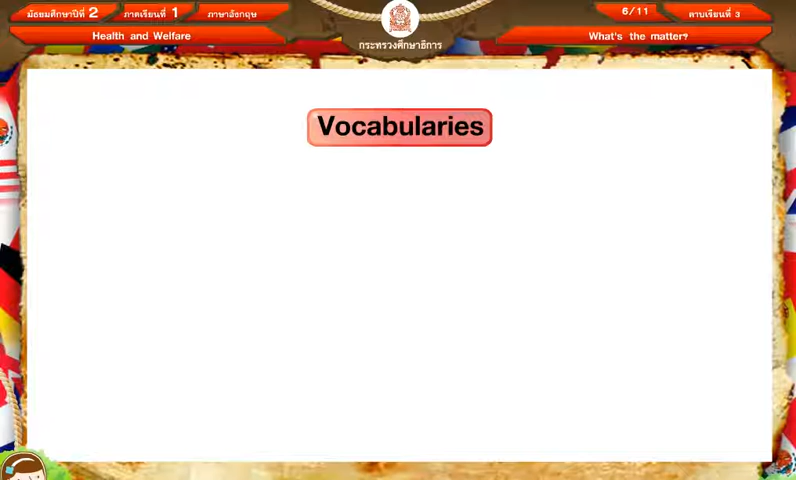 มัธยมศึกษาปีที่ 2 ภาคเรียนที่ 1 ภาษาอังกฤษ 6/11 คาบเรียนที่ 3
Health and Welfare What's the matter?
กระทรวงศึกษาธิการ
Vocabularies